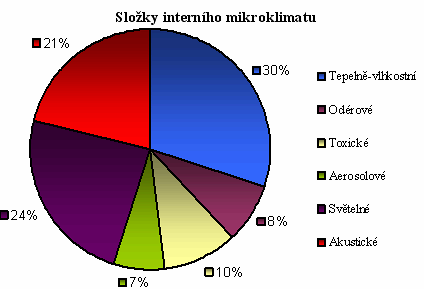 Složky interního mikroklimatu
21%
30%
8%
10%
7%
24%
Tepelně-vlhkostní
Odérové
Toxické
Aerosolové
Světelné
Akustické